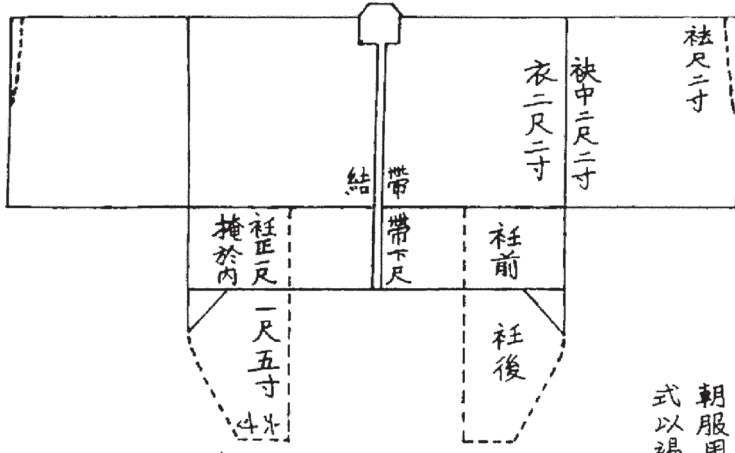 袪尺二寸
袂中二尺二寸
衣二尺二寸
帶
結
帶下尺
衽前
衽後
衽正一尺
掩於內
一尺五寸
朝服用
式以裼